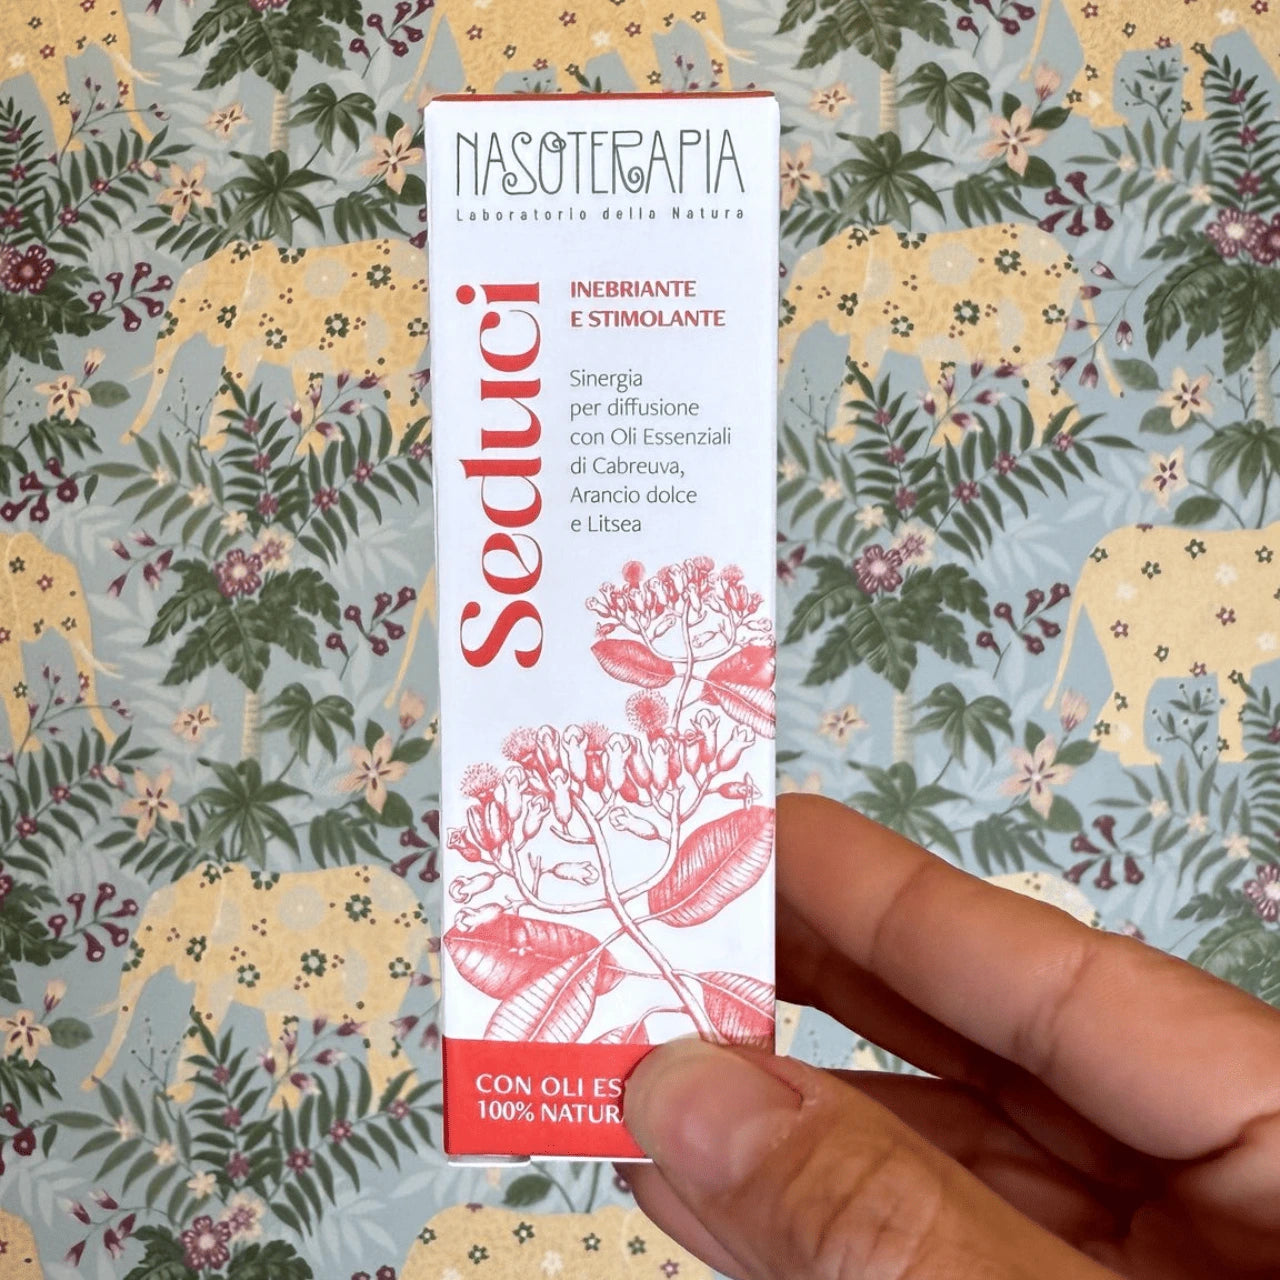 NASOTERAPIA
Laboratorio della Natura
Seduci
INEBRIANTE
E STIMOLANTE
Sinergia
per diffusione
con Oli Essenziali
di Cabreuva,
Arancio dolce
e Litsea
CON OLI
100%